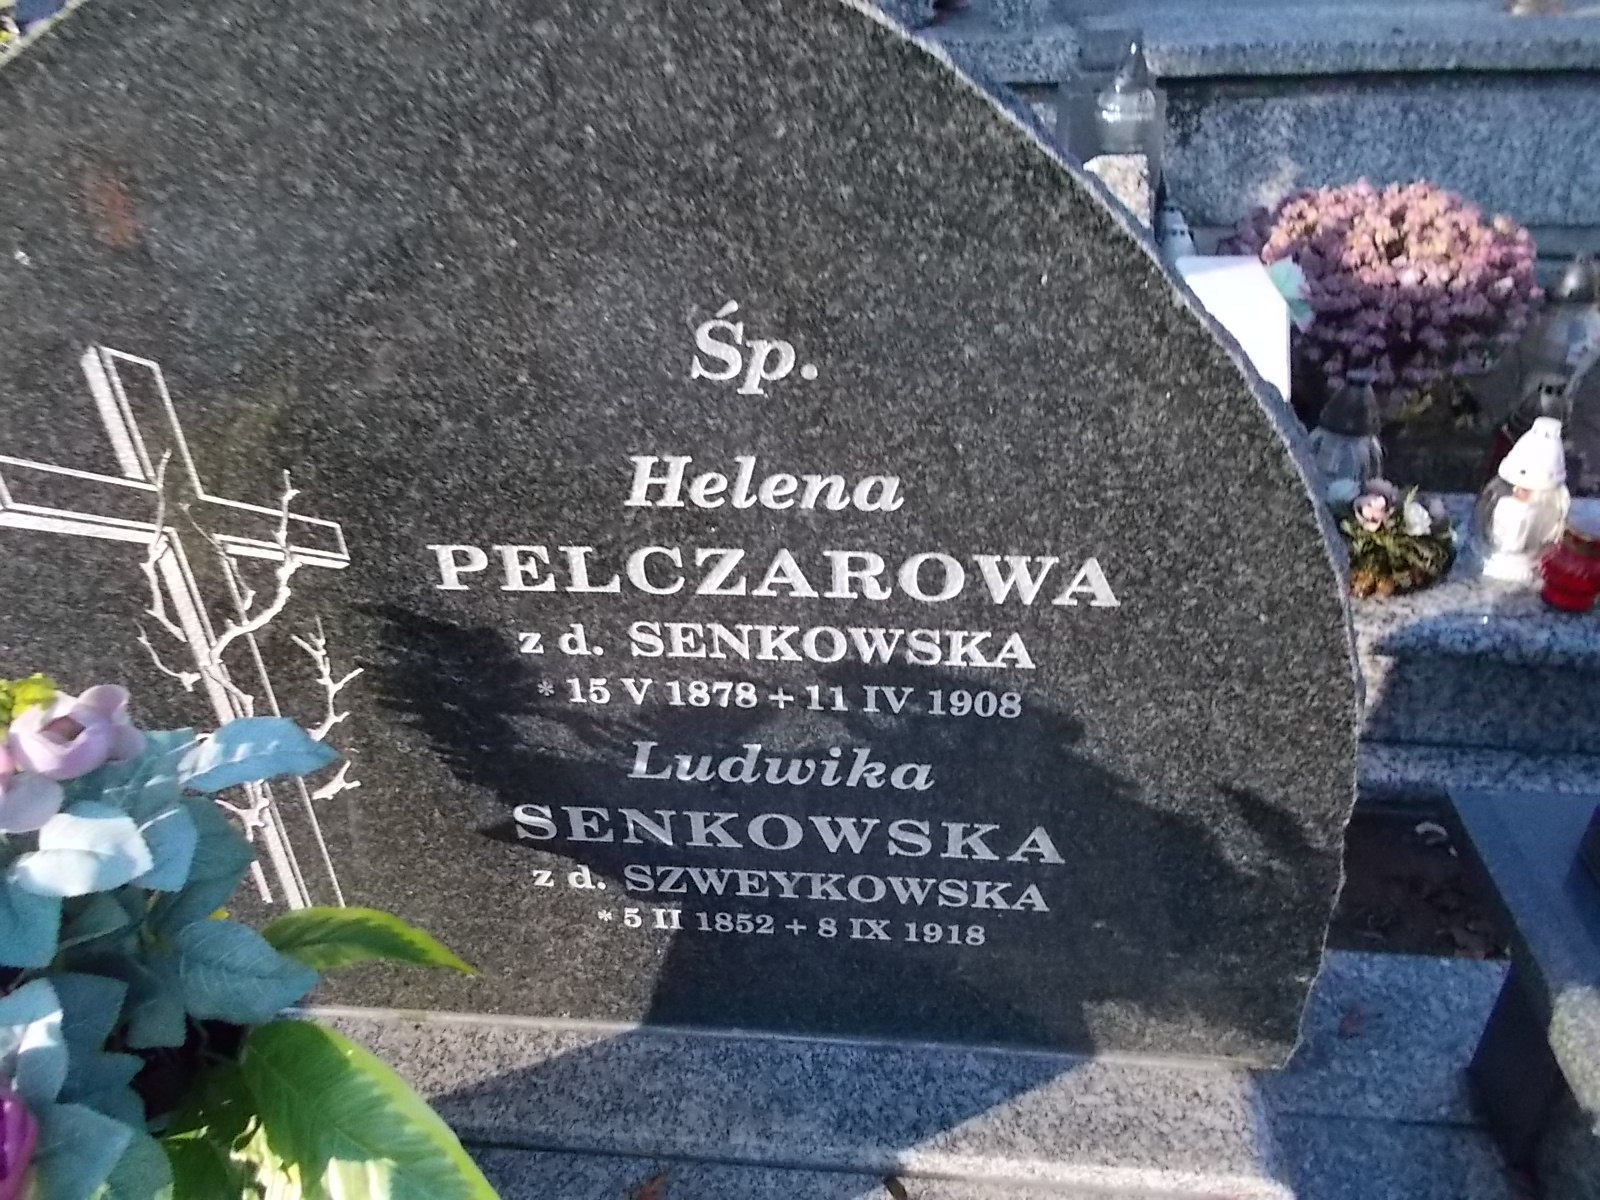 Śp.
Helena
PELCZAROWA
z d. SENKOWSKA
* 15 V 1878 + 11 IV 1908
Ludwika
SENKOWSKA
z d. SZWEYKOWSKA
* 5 II 1852 + 8 IX 1918